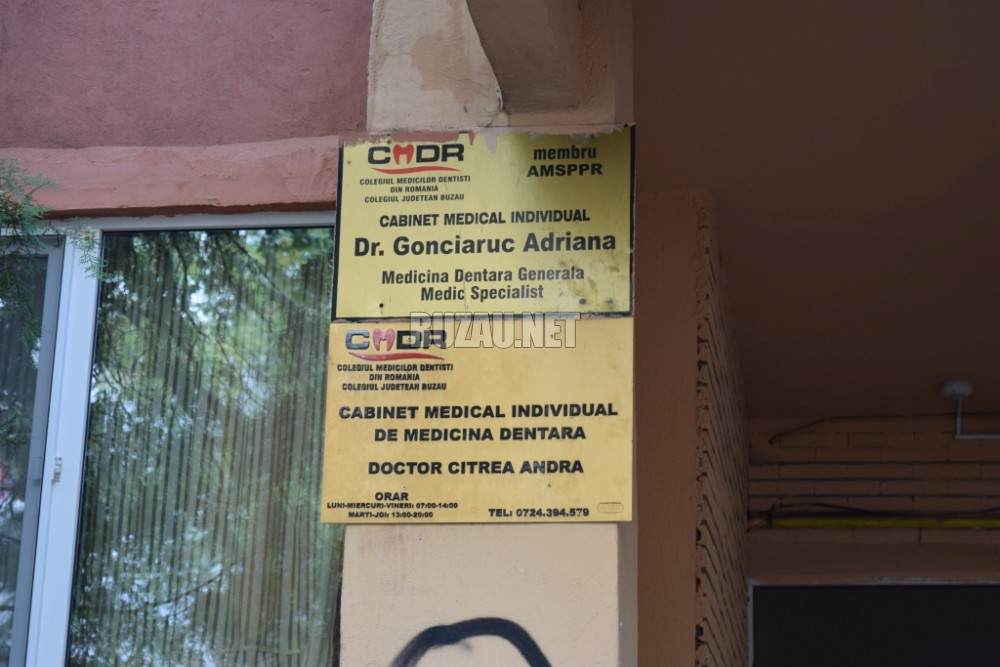 CMDR
COLEGIUL MEDICILOR DENTISTI
DIN ROMANIA
COLEGIUL JUDETEAN BUZAU
membru
AMSPPR
CABINET MEDICAL INDIVIDUAL
Dr. Gonciaruc Adriana
Medicina Dentara Generala
Medic Specialist
BUZAU.NET
CMDR
COLEGIUL MEDICILOR DENTISTI
DIN ROMANIA
COLEGIUL JUDETEAN BUZAU
CABINET MEDICAL INDIVIDUAL
DE MEDICINA DENTARA
DOCTOR CITREA ANDRA
ORAR
LUNI-MIERCURI-VINERI: 07:00-14:00
MARTI-JOI: 13:00-20:00
TEL: 0724.394.579